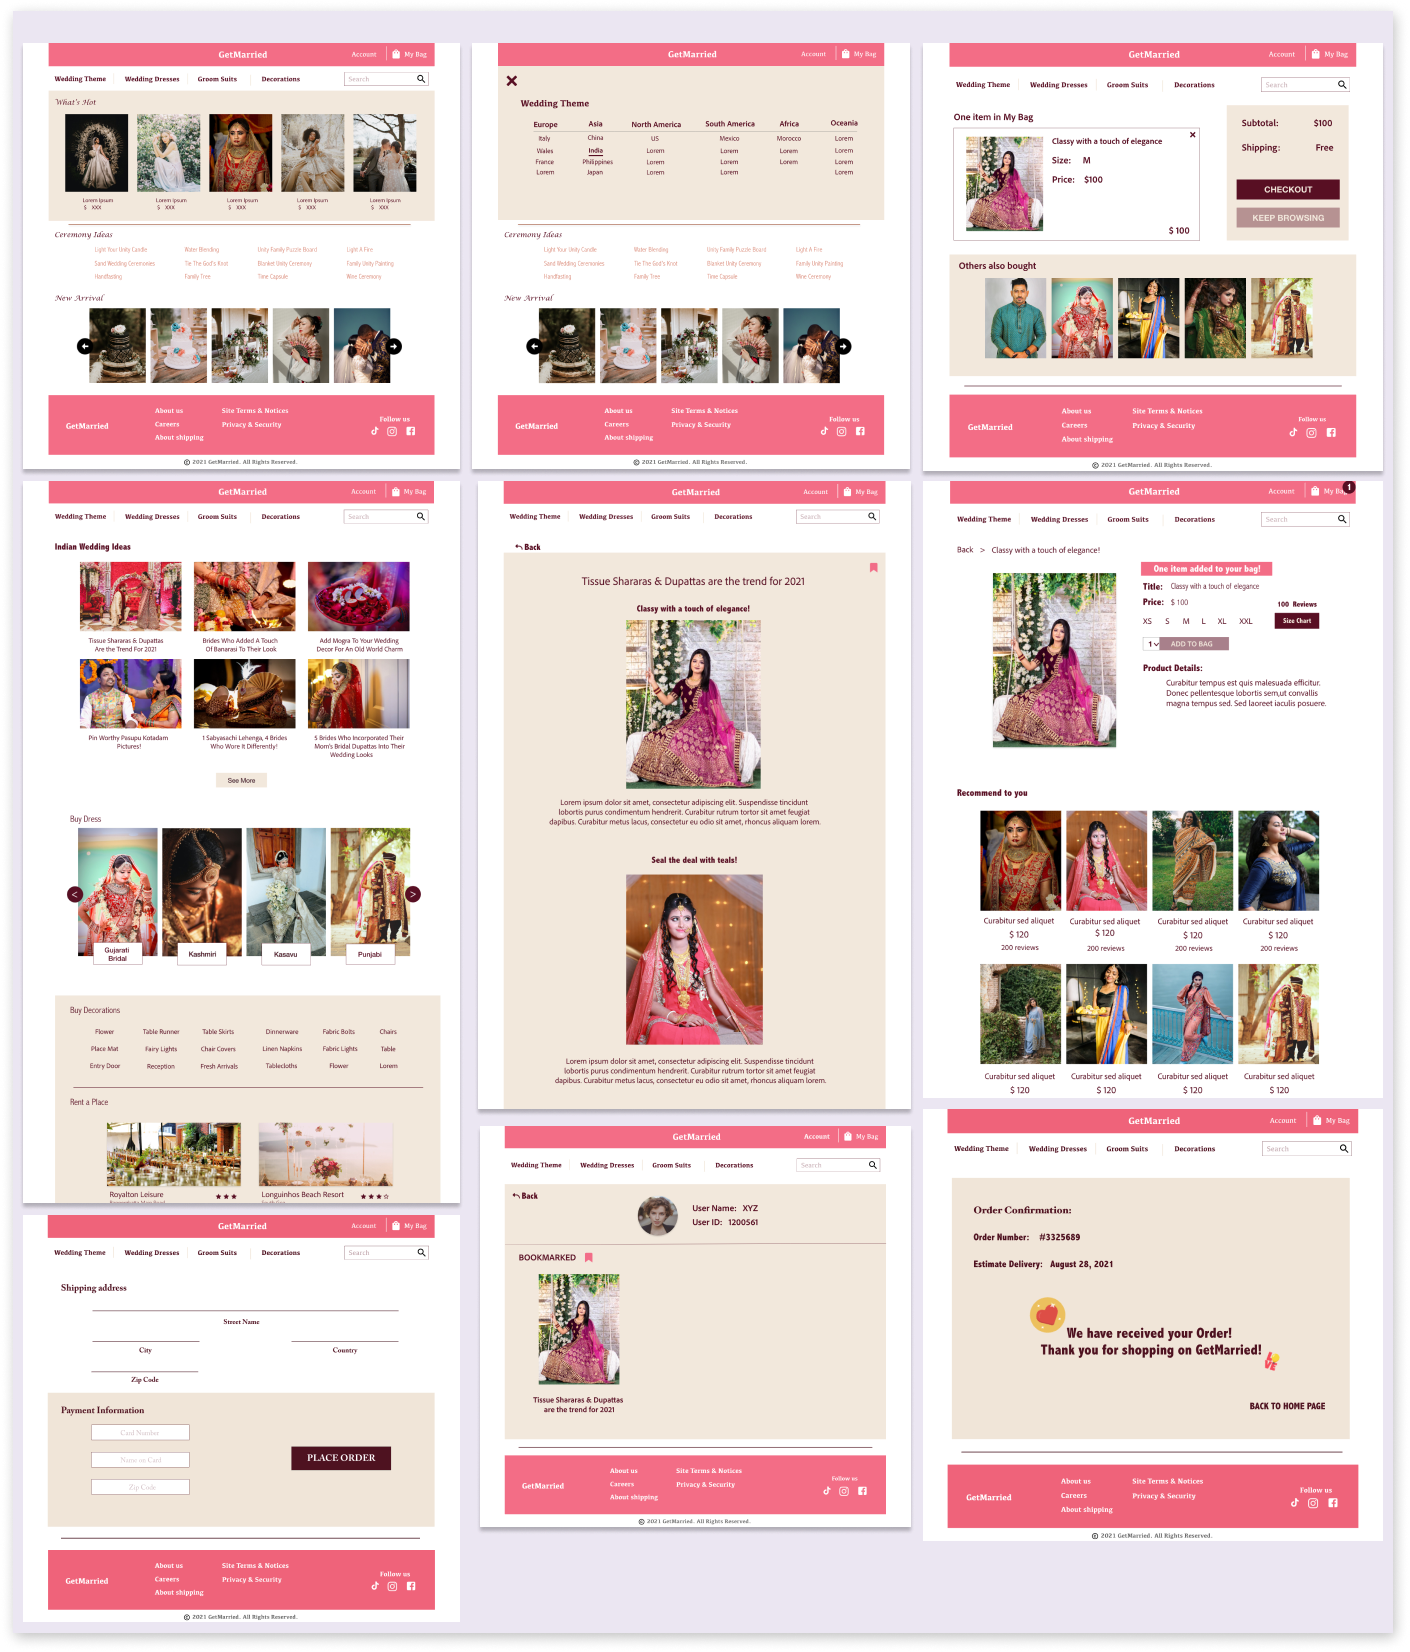 GetMarried
Account
My Bag
Wedding Theme
Wedding Dresses
Groom Suits
Decorations
Search
What's Hot
Lorem Ipsum
$ XXX
Lorem Ipsum
$ XXX
Lorem Ipsum
$ XXX
Lorem Ipsum
$ XXX
Lorem Ipsum
$ XXX
Ceremony Ideas
Light Your Unity Candle
Water Blending
Unity Family Puzzle Board
Light A Fire
Sand Wedding Ceremonies
Tie The God's Knot
Blanket Unity Ceremony
Family Unity Painting
Handfasting
Family Tree
Time Capsule
Wine Ceremony
New Arrival
GetMarried
About us
Careers
About shipping
Site Terms & Notices
Privacy & Security
Follow us
© 2021 GetMarried. All Rights Reserved.
GetMarried
Account
My Bag
Wedding Theme
Europe
Asia
North America
South America
Africa
Oceania
Italy
China
US
Mexico
Morocco
Lorem
Wales
India
Lorem
Lorem
Lorem
Lorem
France
Philippines
Lorem
Lorem
Lorem
Lorem
Lorem
Japan
Lorem
Lorem
Lorem
Ceremony Ideas
Light Your Unity Candle
Water Blending
Unity Family Puzzle Board
Light A Fire
Sand Wedding Ceremonies
Tie The God's Knot
Blanket Unity Ceremony
Family Unity Painting
Handfasting
Family Tree
Time Capsule
Wine Ceremony
New Arrival
GetMarried
About us
Careers
About shipping
Site Terms & Notices
Privacy & Security
Follow us
© 2021 GetMarried. All Rights Reserved.
GetMarried
Account
My Bag
Wedding Theme
Wedding Dresses
Groom Suits
Decorations
Search
One item in My Bag
Classy with a touch of elegance
Size: M
Price: $100
$ 100
Subtotal: $100
Shipping: Free
CHECKOUT
KEEP BROWSING
Others also bought
GetMarried
About us
Careers
About shipping
Site Terms & Notices
Privacy & Security
Follow us
© 2021 GetMarried. All Rights Reserved.
GetMarried
Account
My Bag
Wedding Theme
Wedding Dresses
Groom Suits
Decorations
Search
Indian Wedding Ideas
Tissue Shararas & Dupattas
Are the Trend For 2021
Brides Who Added A Touch
Of Banarasi To Their Look
Add Mogra To Your Wedding
Decor For An Old World Charm
Pin Worthy Pasupu Kotadam
Pictures!
1 Sabyasachi Lehenga, 4 Brides
Who Wore It Differently!
5 Brides Who Incorporated Their
Mom's Bridal Dupattas Into Their
Wedding Looks
See More
Buy Dress
<
>
Gujarati
Bridal
Kashmiri
Kasavu
Punjabi
Buy Decorations
Flower
Table Runner
Table Skirts
Dinnerware
Fabric Bolts
Chairs
Place Mat
Fairy Lights
Chair Covers
Linen Napkins
Fabric Lights
Table
Entry Door
Reception
Fresh Arrivals
Tablecloths
Flower
Lorem
Rent a Place
Royalton Leisure
Longuinhos Beach Resort
GetMarried
Account
My Bag
Wedding Theme
Wedding Dresses
Groom Suits
Decorations
Search
Back
Tissue Shararas & Dupattas are the trend for 2021
Classy with a touch of elegance!
Lorem ipsum dolor sit amet, consectetur adipiscing elit. Suspendisse tincidunt
lobortis purus condimentum hendrerit. Curabitur rutrum tortor sit amet feugiat
dapibus. Curabitur metus lacus, consectetur eu odio sit amet, rhoncus aliquam lorem.
Seal the deal with teals!
Lorem ipsum dolor sit amet, consectetur adipiscing elit. Suspendisse tincidunt
lobortis purus condimentum hendrerit. Curabitur rutrum tortor sit amet feugiat
dapibus. Curabitur metus lacus, consectetur eu odio sit amet, rhoncus aliquam lorem.
GetMarried
Account
My Bag
1
Wedding Theme
Wedding Dresses
Groom Suits
Decorations
Search
Back > Classy with a touch of elegance!
One item added to your bag!
Title: Classy with a touch of elegance
Price: $ 100
100 Reviews
XS S M L XL XXL
Size Chart
1
ADD TO BAG
Product Details:
Curabitur tempus est quis malesuada efficitur.
Donec pellentesque lobortis sem,ut convallis
magna tempus sed. Sed laoreet iaculis posuere.
Recommend to you
Curabitur sed aliquet
$ 120
200 reviews
Curabitur sed aliquet
$ 120
200 reviews
Curabitur sed aliquet
$ 120
200 reviews
Curabitur sed aliquet
$ 120
200 reviews
Curabitur sed aliquet
$ 120
Curabitur sed aliquet
$ 120
Curabitur sed aliquet
$ 120
Curabitur sed aliquet
$ 120
GetMarried
Account
My Bag
Wedding Theme
Wedding Dresses
Groom Suits
Decorations
Search
Shipping address
Street Name
City
Country
Zip Code
Payment Information
Card Number
Name on Card
Zip Code
PLACE ORDER
GetMarried
About us
Careers
About shipping
Site Terms & Notices
Privacy & Security
Follow us
© 2021 GetMarried. All Rights Reserved.
GetMarried
Account
My Bag
Wedding Theme
Wedding Dresses
Groom Suits
Decorations
Search
Back
User Name: XYZ
User ID: 1200561
BOOKMARKED
Tissue Shararas & Dupattas
are the trend for 2021
GetMarried
About us
Careers
About shipping
Site Terms & Notices
Privacy & Security
Follow us
© 2021 GetMarried. All Rights Reserved.
GetMarried
Account
My Bag
Wedding Theme
Wedding Dresses
Groom Suits
Decorations
Search
Order Confirmation:
Order Number: #3325689
Estimate Delivery: August 28, 2021
We have received your Order!
Thank you for shopping on GetMarried!
LOVE
BACK TO HOME PAGE
GetMarried
About us
Careers
About shipping
Site Terms & Notices
Privacy & Security
Follow us
© 2021 GetMarried. All Rights Reserved.